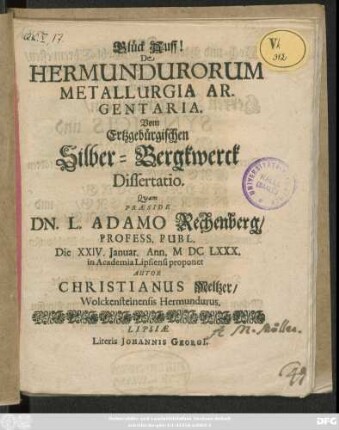 Glück Auff!
De
HERMUNDURORUM
METALLURGIA AR-
GENTARIA.
Vom
Ertzgebürgischen
Silber-Bergkwerck
Dissertatio.
Quam
PRÆSIDE
DN. L. ADAMO Rechenberg/
PROFESS. PUBL.
Die XXIV. Januar. Ann. M DC LXXX.
in Academia Lipsiensi proponet
AUTOR
CHRISTIANUS Meltzer/
Wolckensteinensis Hermundurus.
LIPSIÆ
Literis JOHANNIS GEORGI.